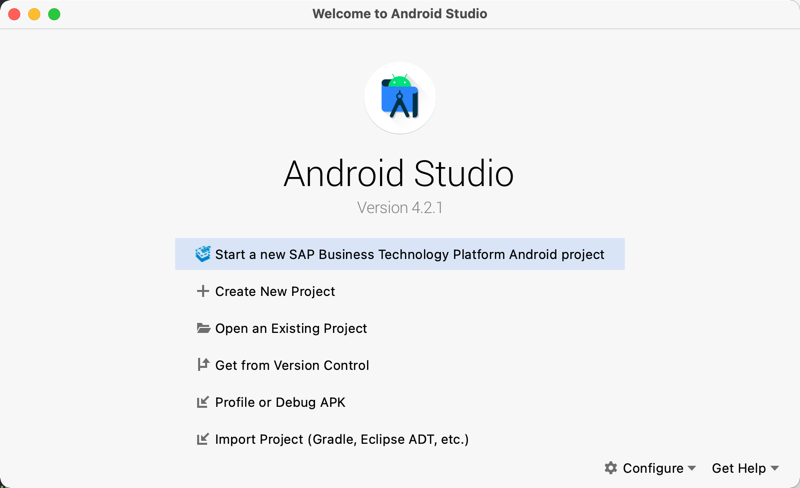 Welcome to Android Studio
Android Studio
Version 4.2.1
Start a new SAP Business Technology Platform Android project
Create New Project
Open an Existing Project
Get from Version Control
Profile or Debug APK
Import Project (Gradle, Eclipse ADT, etc.)
Configure Get Help